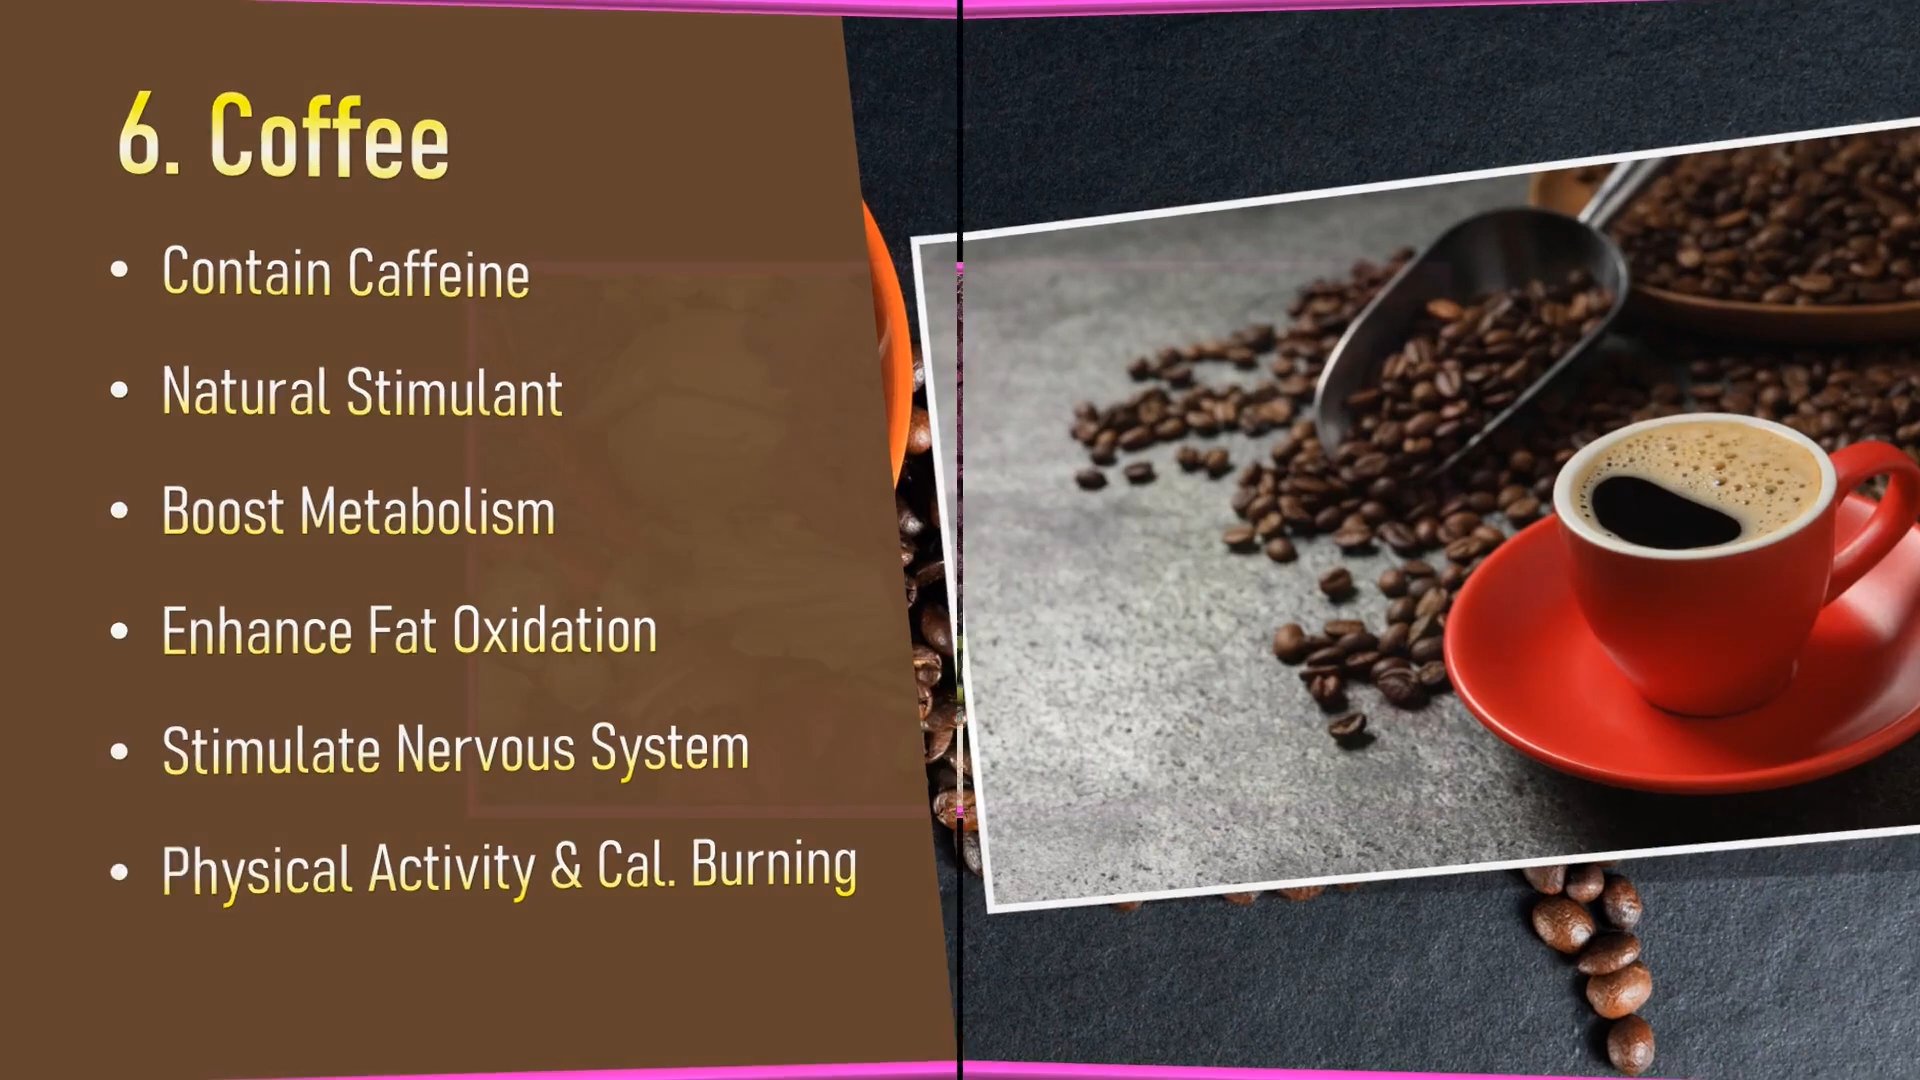 6. Coffee
• Contain Caffeine
• Natural Stimulant
• Boost Metabolism
• Enhance Fat Oxidation
• Stimulate Nervous System
• Physical Activity & Cal. Burning